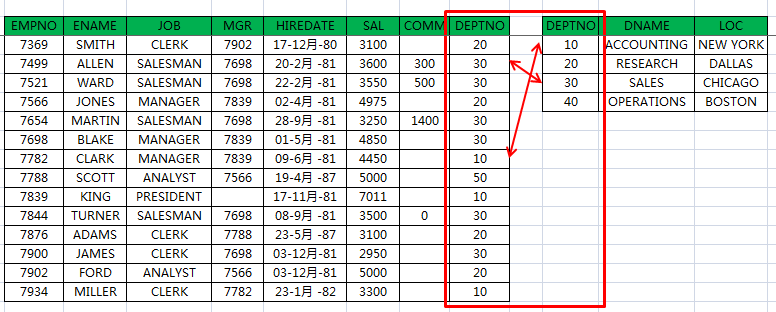 EMPNO ENAME JOB MGR HIREDATE SAL COMM DEPTNO DEPTNO DNAME LOC
7369 SMITH CLERK 7902 17-12月-80 3100 20 10 ACCOUNTING NEW YORK
7499 ALLEN SALESMAN 7698 20-2月 -81 3600 300 30 20 RESEARCH DALLAS
7521 WARD SALESMAN 7698 22-2月 -81 3550 500 30 30 SALES CHICAGO
7566 JONES MANAGER 7839 02-4月 -81 4975 20 40 OPERATIONS BOSTON
7654 MARTIN SALESMAN 7698 28-9月 -81 3250 1400 30
7698 BLAKE MANAGER 7839 01-5月 -81 4850 30
7782 CLARK MANAGER 7839 09-6月 -81 4450 10
7788 SCOTT ANALYST 7566 19-4月 -87 5000 50
7839 KING PRESIDENT 17-11月-81 7011 10
7844 TURNER SALESMAN 7698 08-9月 -81 3500 0 30
7876 ADAMS CLERK 7788 23-5月 -87 3100 20
7900 JAMES CLERK 7698 03-12月-81 2950 30
7902 FORD ANALYST 7566 03-12月-81 5000 20
7934 MILLER CLERK 7782 23-1月 -82 3300 10